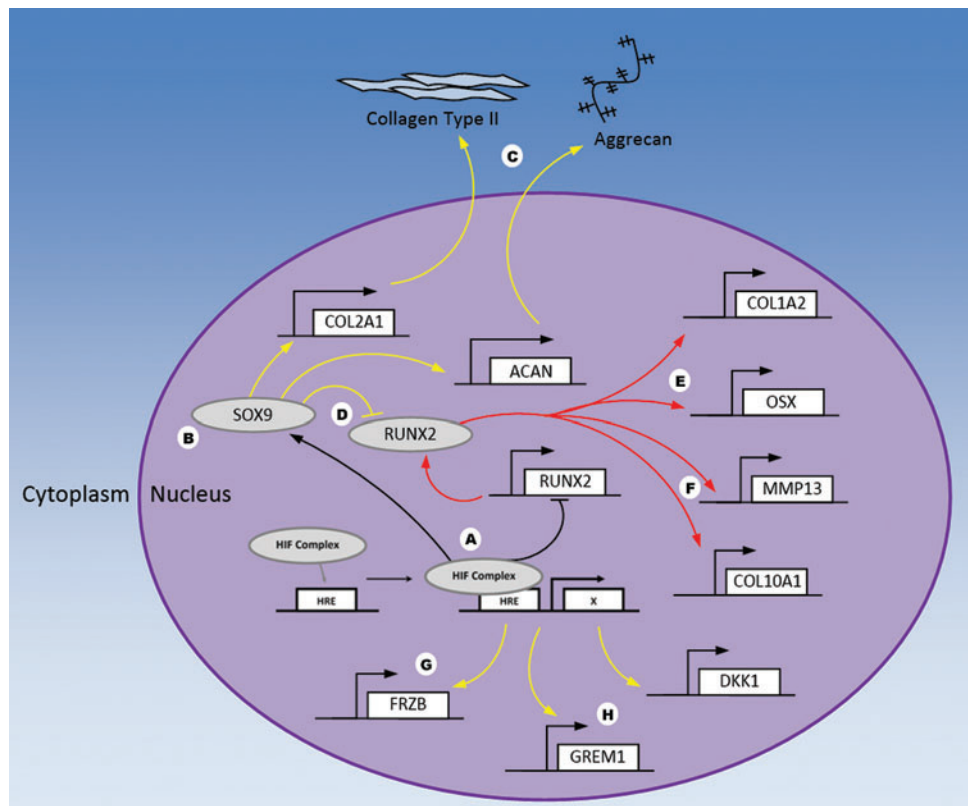 Collagen Type II
Aggrecan
C
COL1A2
COL2A1
ACAN
E
OSX
SOX9
B
D
RUNX2
Cytoplasm Nucleus
RUNX2
F
MMP13
A
HIF Complex
HIF Complex
COL10A1
HRE
HRE
X
G
DKK1
FRZB
H
GREM1